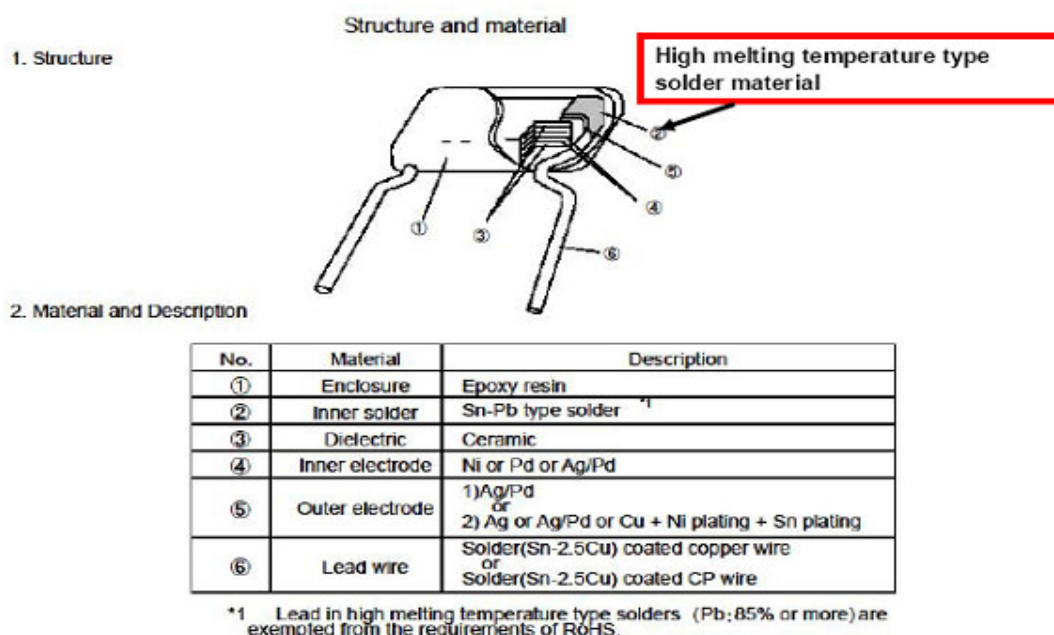 Structure and material
1. Structure
High melting temperature type
solder material
②
⑤
④
① ③
⑥
2. Material and Description
No. Material Description
① Enclosure Epoxy resin
② Inner solder Sn-Pb type solder *1
③ Dielectric Ceramic
④ Inner electrode Ni or Pd or Ag/Pd
⑤ Outer electrode 1)Ag/Pd
or
2) Ag or Ag/Pd or Cu + Ni plating + Sn plating
⑥ Lead wire Solder(Sn-2.5Cu) coated copper wire
or
Solder(Sn-2.5Cu) coated CP wire
*1 Lead in high melting temperature type solders (Pb:85% or more) are
exempted from the requirements of RoHS.